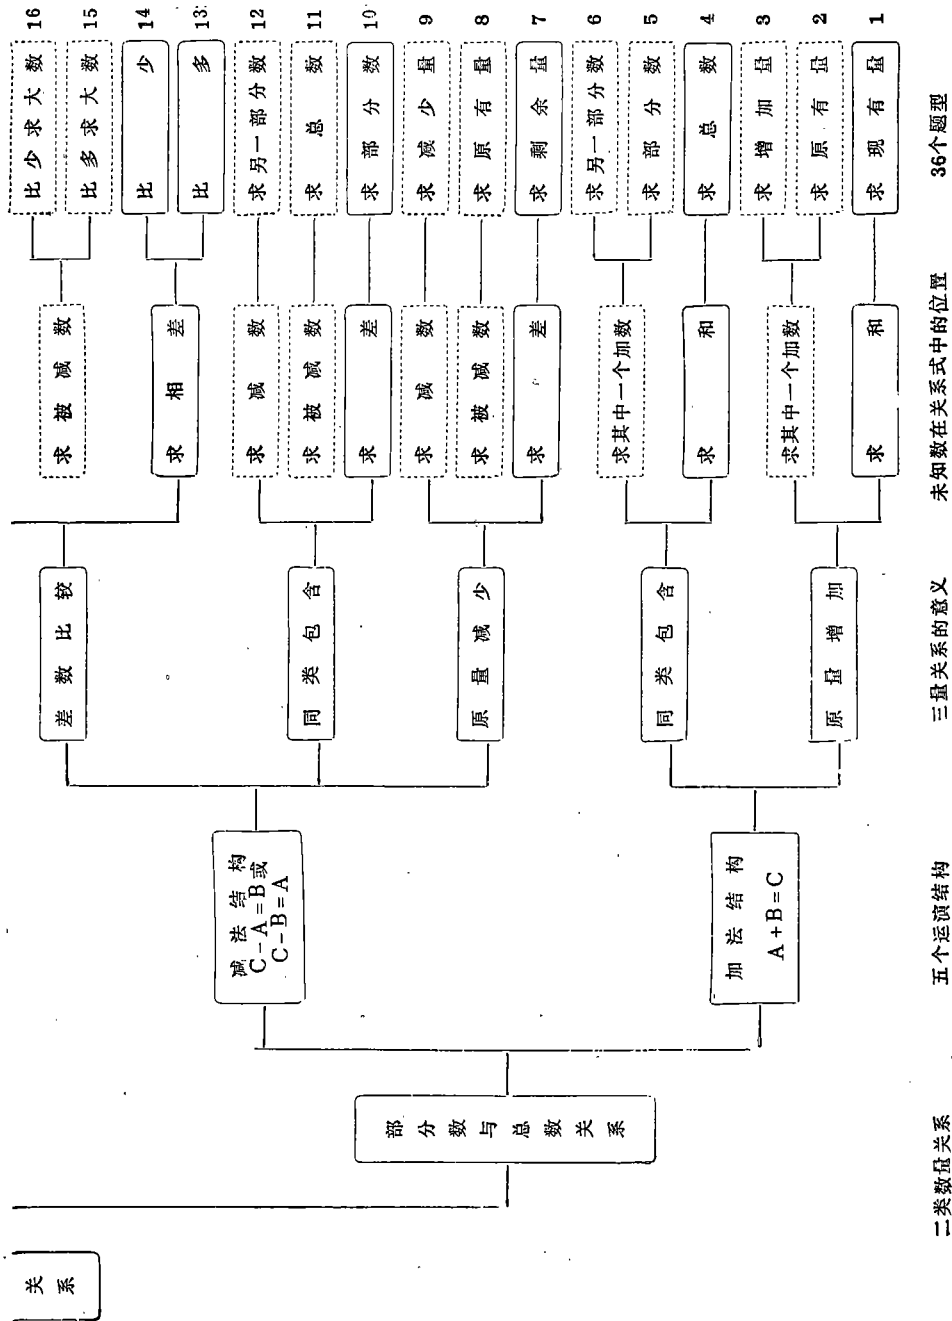 36个题型
未知数在关系式中的位置
三量关系的意义
五个运演结构
二类数量关系
1
求现有量
2
求原有量
3
求增加量
4
求总数
5
求部分数
6
求另一部分数
7
求剩余量
8
求原有量
9
求减少量
10
求部分数
11
求总数
12
求另一部分数
13
比多
14
比少
15
比多求大数
16
比少求大数
求和
求其中一个加数
求和
求其中一个加数
求差
求被减数
求减数
求差
求被减数
求减数
求相差
求被减数
原量增加
同类包含
原量减少
同类包含
差数比较
加法结构
A+B=C
减法结构
C-A=B或
C-B=A
部分数与总数关系
关系